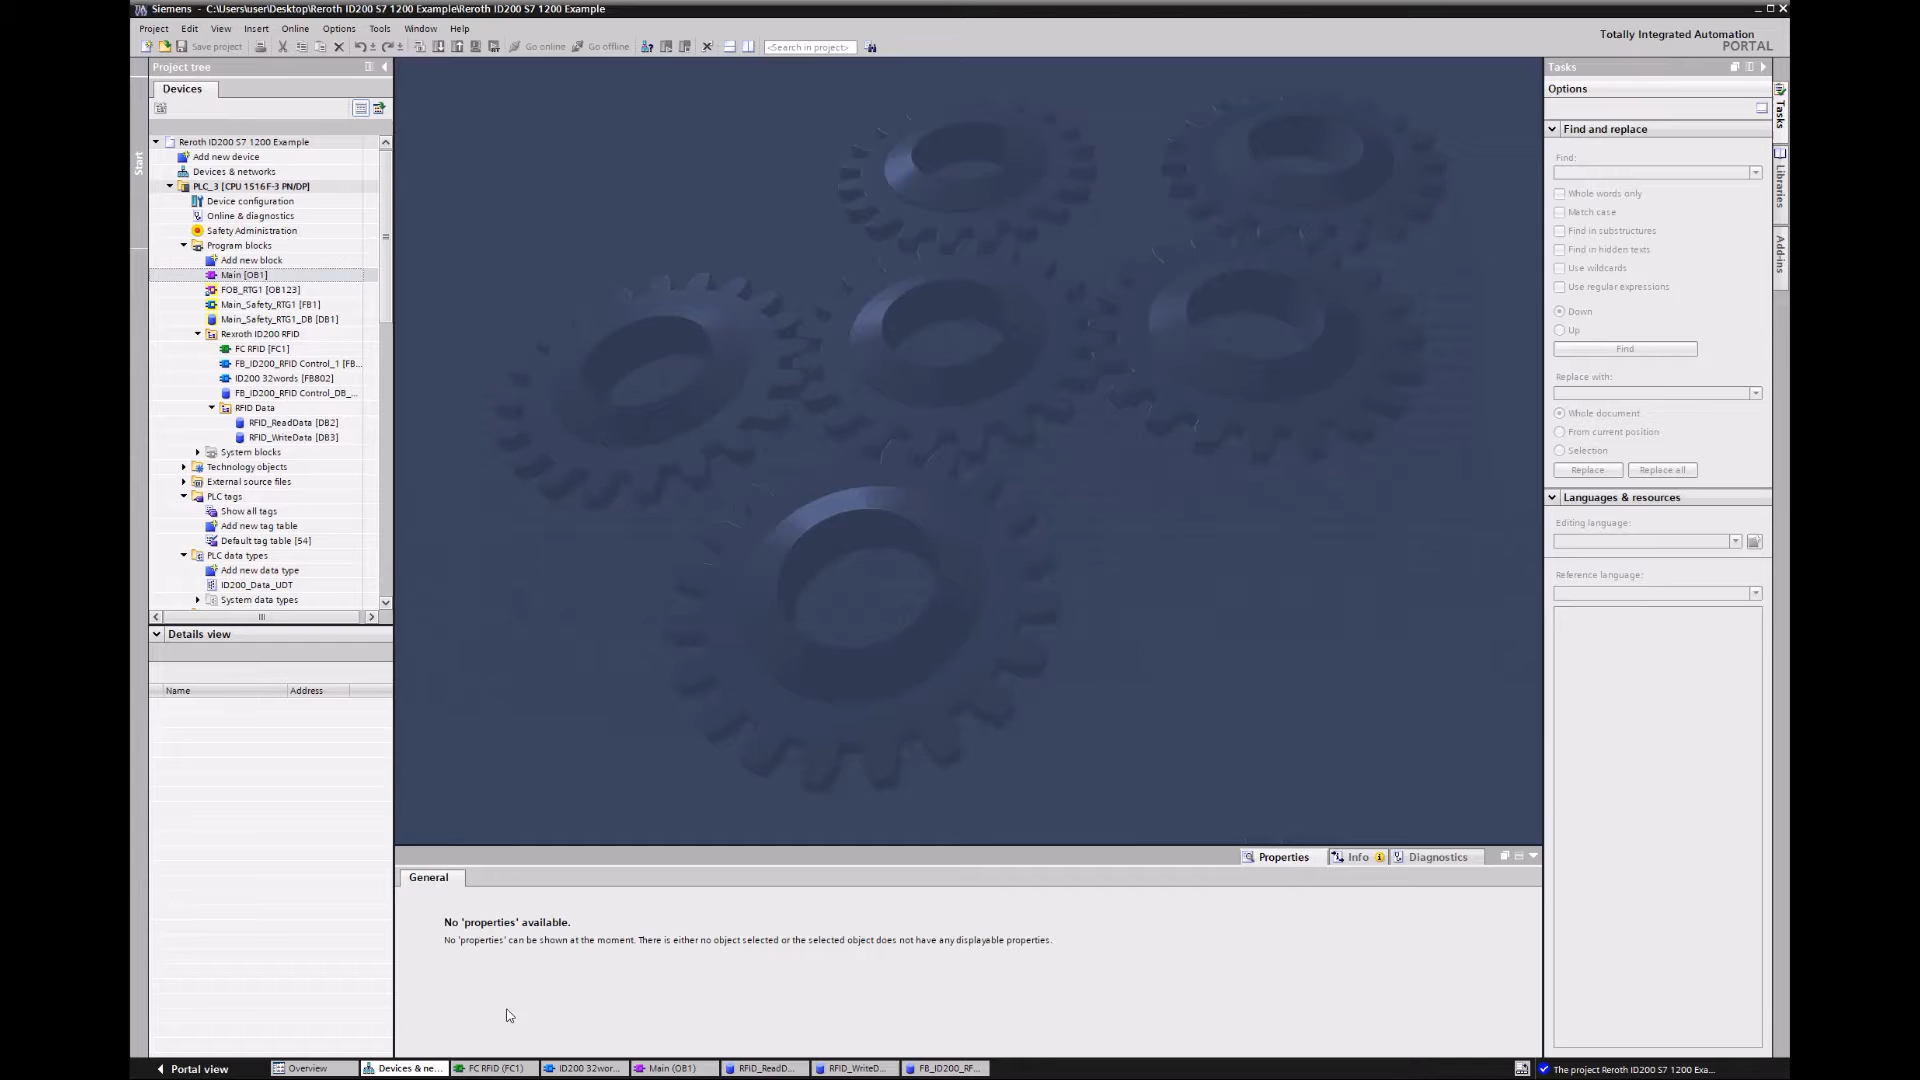 Siemens - C:\Users\user\Desktop\Reroth ID200 S7 1200 Example\Reroth ID200 S7 1200 Example
Project Edit View Insert Online Options Tools Window Help
Totally Integrated Automation
PORTAL
Save project
Go online
Go offline
<Search in project>
Project tree
Devices
Start
Reroth ID200 S7 1200 Example
Add new device
Devices & networks
PLC_3 [CPU 1516F-3 PN/DP]
Device configuration
Online & diagnostics
Safety Administration
Program blocks
Add new block
Main [OB1]
FOB_RTG1 [OB123]
Main_Safety_RTG1 [FB1]
Main_Safety_RTG1_DB [DB1]
Rexroth ID200 RFID
FC RFID [FC1]
FB_ID200_RFID Control_1 [FB...
ID200 32words [FB802]
FB_ID200_RFID Control_DB_...
RFID Data
RFID_ReadData [DB2]
RFID_WriteData [DB3]
System blocks
Technology objects
External source files
PLC tags
Show all tags
Add new tag table
Default tag table [54]
PLC data types
Add new data type
ID200_Data_UDT
System data types
Details view
Name Address
Properties Info Diagnostics
General
No 'properties' available.
No 'properties' can be shown at the moment. There is either no object selected or the selected object does not have any displayable properties.
Tasks
Options
Find and replace
Find:
Whole words only
Match case
Find in substructures
Find in hidden texts
Use wildcards
Use regular expressions
Down
Up
Find
Replace with:
Whole document
From current position
Selection
Replace Replace all
Languages & resources
Editing language:
Reference language:
Tasks
Libraries
Add-ins
Portal view
Overview
Devices & ne...
FC RFID (FC1)
ID200 32wor...
Main (OB1)
RFID_ReadD...
RFID_WriteD...
FB_ID200_RF...
The project Reroth ID200 S7 1200 Exa...